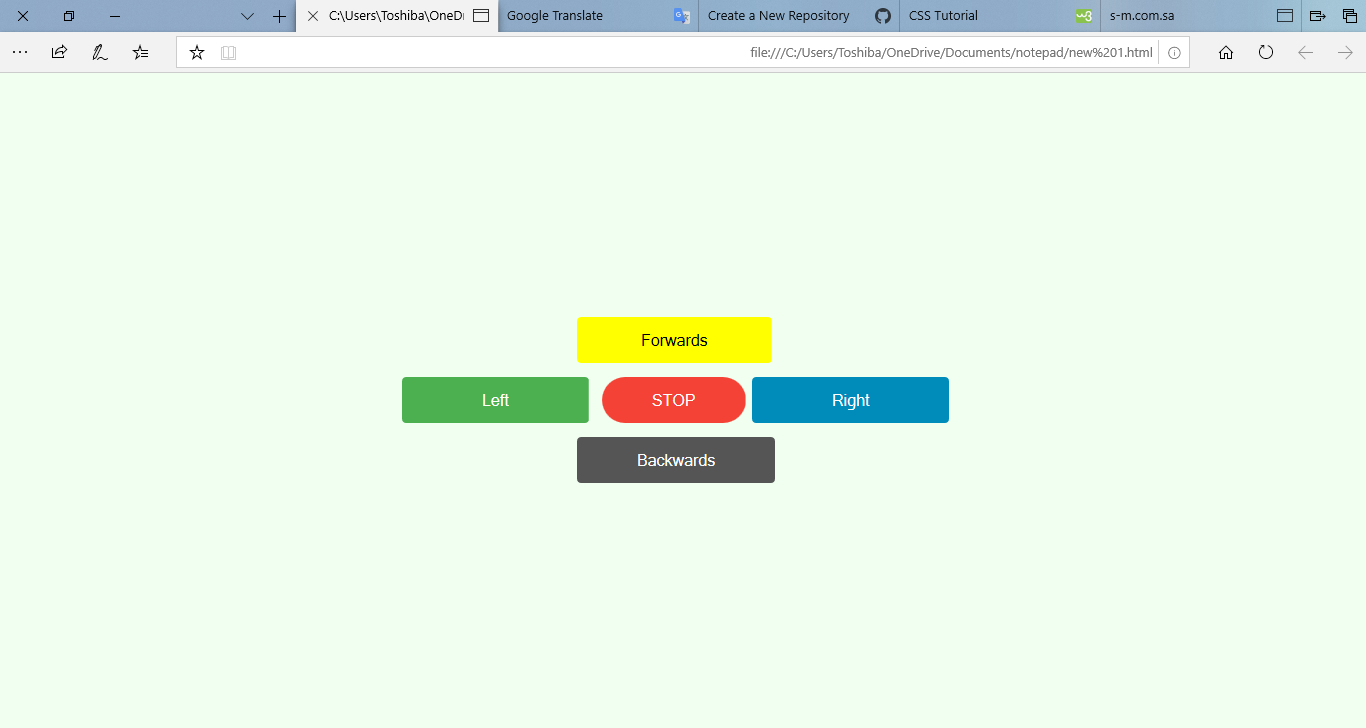 C:\Users\Toshiba\OneDri
Google Translate
Create a New Repository
CSS Tutorial
s-m.com.sa
file:///C:/Users/Toshiba/OneDrive/Documents/notepad/new%201.html
Forwards
Left
STOP
Right
Backwards